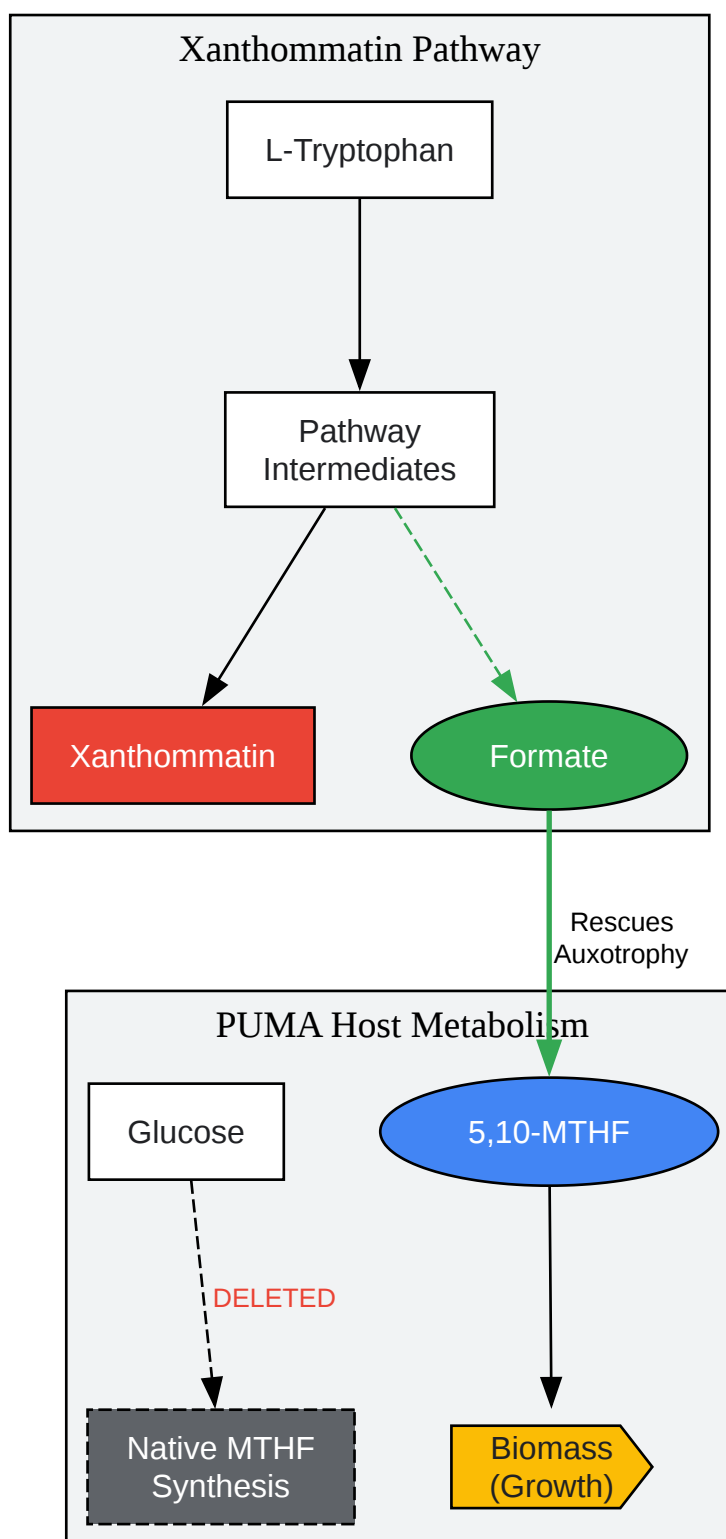 Xanthommatin Pathway
L-Tryptophan
Pathway
Intermediates
Xanthommatin
Formate
Rescues
Auxotrophy
PUMA Host Metabolism
Glucose
5,10-MTHF
DELETED
Native MTHF
Synthesis
Biomass
(Growth)